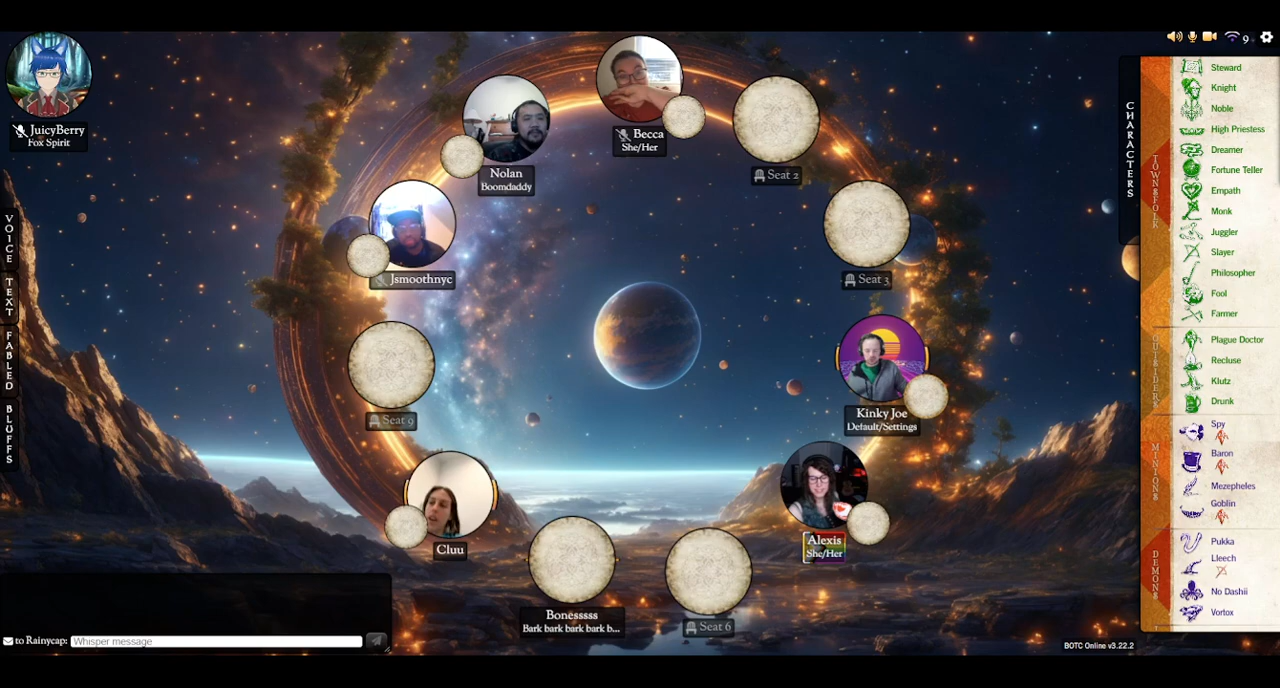 JuicyBerry
Fox Spirit
VOICE
TEXT
FABLED
BLUFFS
Becca
She/Her
Seat 2
Nolan
Boomdaddy
Jsmoothnyc
Seat 3
Seat 9
Kinky Joe
Default/Settings
Cluu
Alexis
She/Her
Bonesssss
Bark bark bark bark b...
Seat 6
to Rainycap:
Whisper message
BOTC Online v3.22.2
9
CHARACTERS
TOWNSFOLK
Steward
Knight
Noble
High Priestess
Dreamer
Fortune Teller
Empath
Monk
Juggler
Slayer
Philosopher
Fool
Farmer
OUTSIDERS
Plague Doctor
Recluse
Klutz
Drunk
MINIONS
Spy
Baron
Mezepheles
Goblin
DEMONS
Pukka
Lleech
No Dashii
Vortox